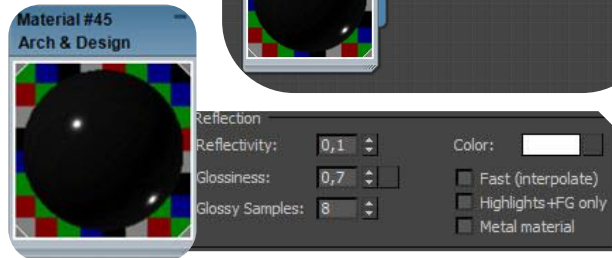 Material #45
Arch & Design
Reflection
Reflectivity: 0,1
Color:
Glossiness: 0,7
Fast (interpolate)
Glossy Samples: 8
Highlights+FG only
Metal material